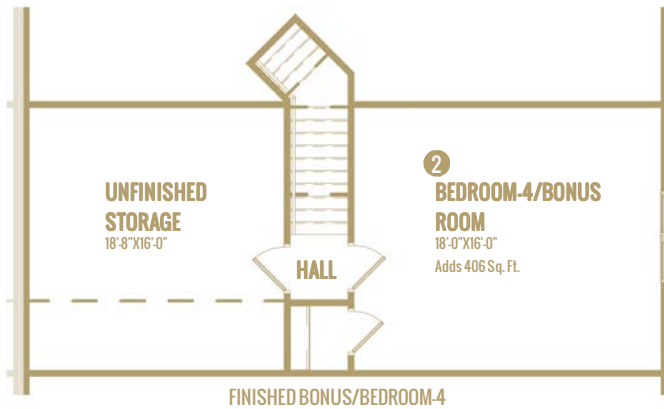 UNFINISHED
STORAGE
18'-8"X16'-0"
HALL
2
BEDROOM-4/BONUS
ROOM
18'-0"X16'-0"
Adds 406 Sq. Ft.
FINISHED BONUS/BEDROOM-4